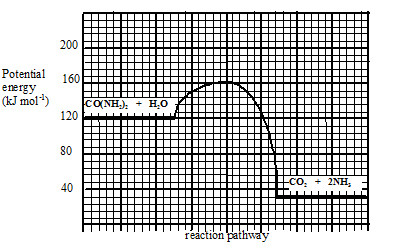 200
Potential
energy
(kJ mol⁻¹)
160
CO(NH₂)₂ + H₂O
120
80
CO₂ + 2NH₃
40
reaction pathway